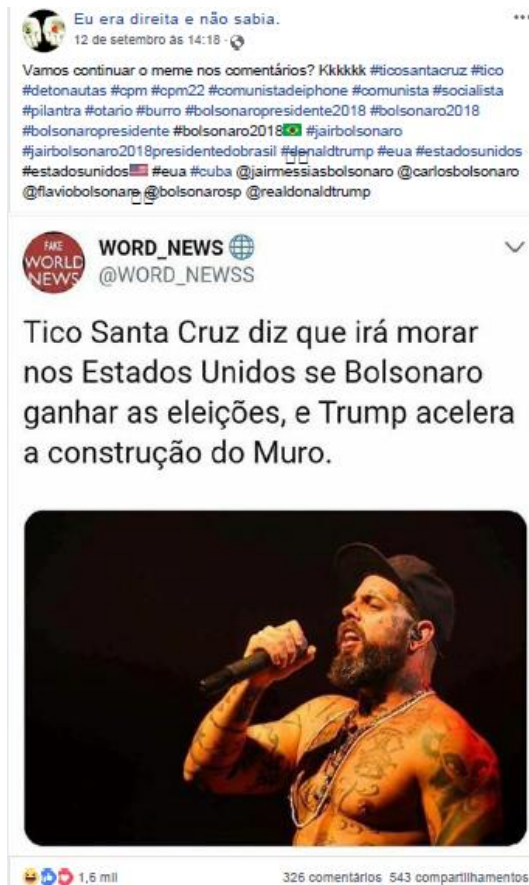 Eu era direita e não sabia.
12 de setembro às 14:18 ·
Vamos continuar o meme nos comentários? Kkkkkk #ticosantacruz #tico
#detonautas #cpm #cpm22 #comunistadeiphone #comunista #socialista
#pilantra #otario #burro #bolsonaropresidente2018 #bolsonaro2018
#bolsonaropresidente #bolsonaro2018🇧🇷 #jairbolsonaro
#jairbolsonaro2018presidentedobrasil #donaldtrump #eua #estadosunidos
#estadosunidos🇺🇸 #eua #cuba @jairmessiasbolsonaro @carlosbolsonaro
@flaviobolsonaro @bolsonarosp @realdonaldtrump
FAKE
WORLD
NEWS
WORD_NEWS 🌐
@WORD_NEWSS
Tico Santa Cruz diz que irá morar
nos Estados Unidos se Bolsonaro
ganhar as eleições, e Trump acelera
a construção do Muro.
1,6 mil 326 comentários 543 compartilhamentos